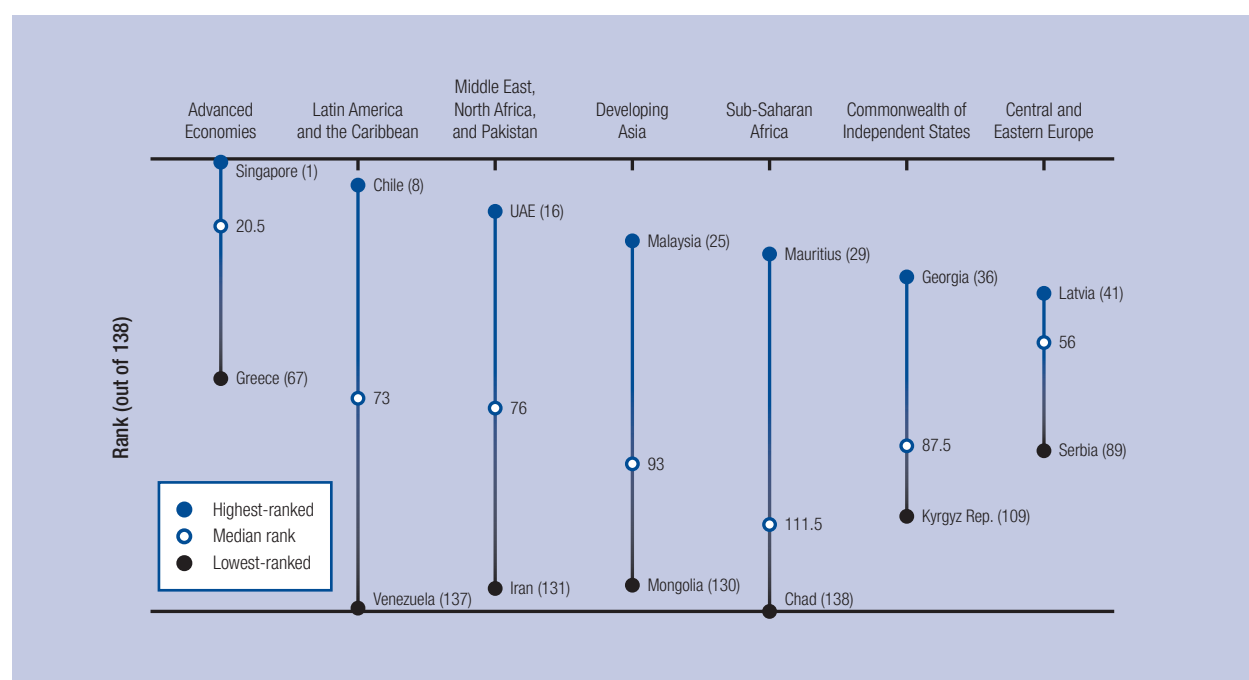 Advanced
Economies
Latin America
and the Caribbean
Middle East,
North Africa,
and Pakistan
Developing
Asia
Sub-Saharan
Africa
Commonwealth of
Independent States
Central and
Eastern Europe
Rank (out of 138)
Singapore (1)
20.5
Greece (67)
Chile (8)
73
Venezuela (137)
UAE (16)
76
Iran (131)
Malaysia (25)
93
Mongolia (130)
Mauritius (29)
111.5
Chad (138)
Georgia (36)
87.5
Kyrgyz Rep. (109)
Latvia (41)
56
Serbia (89)
Highest-ranked
Median rank
Lowest-ranked